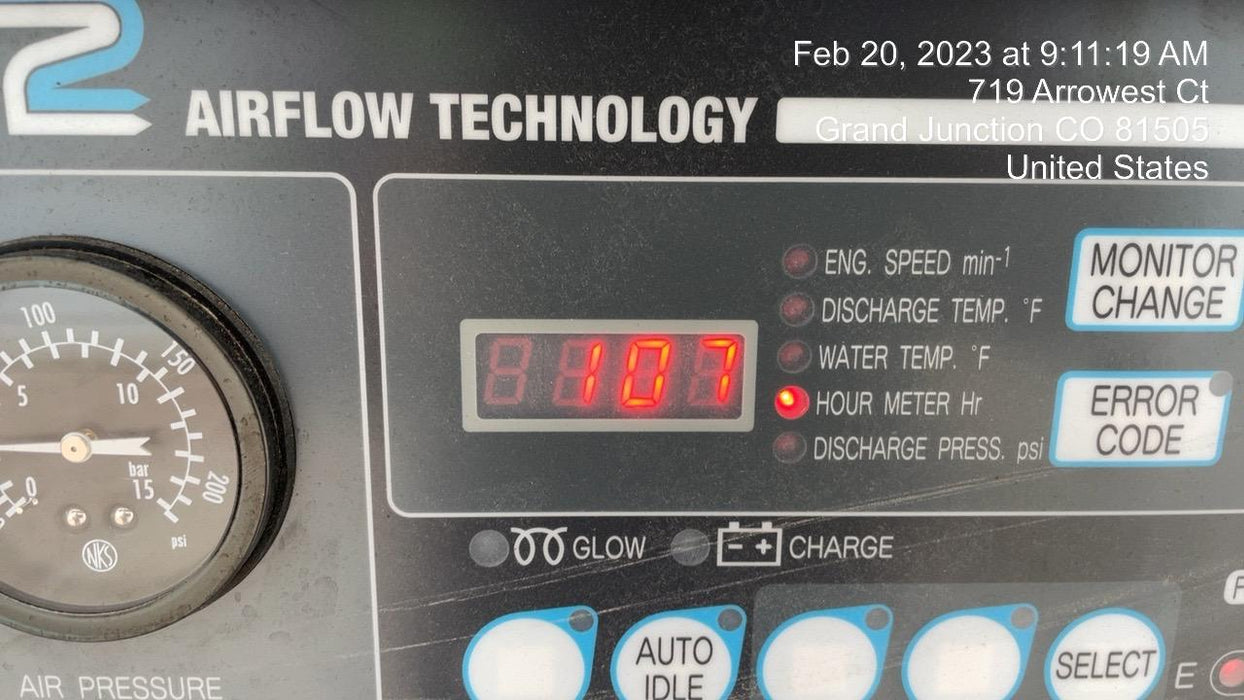 Feb 20, 2023 at 9:11:19 AM
719 Arrowest Ct
Grand Junction CO 81505
United States
2
AIRFLOW TECHNOLOGY
ENG. SPEED min-1
DISCHARGE TEMP. °F
WATER TEMP. °F
HOUR METER Hr
DISCHARGE PRESS. psi
107
MONITOR
CHANGE
ERROR
CODE
100
150
200
5
10
15
0
bar
psi
NKS
AIR PRESSURE
GLOW
- +
CHARGE
AUTO
IDLE
SELECT
E
F